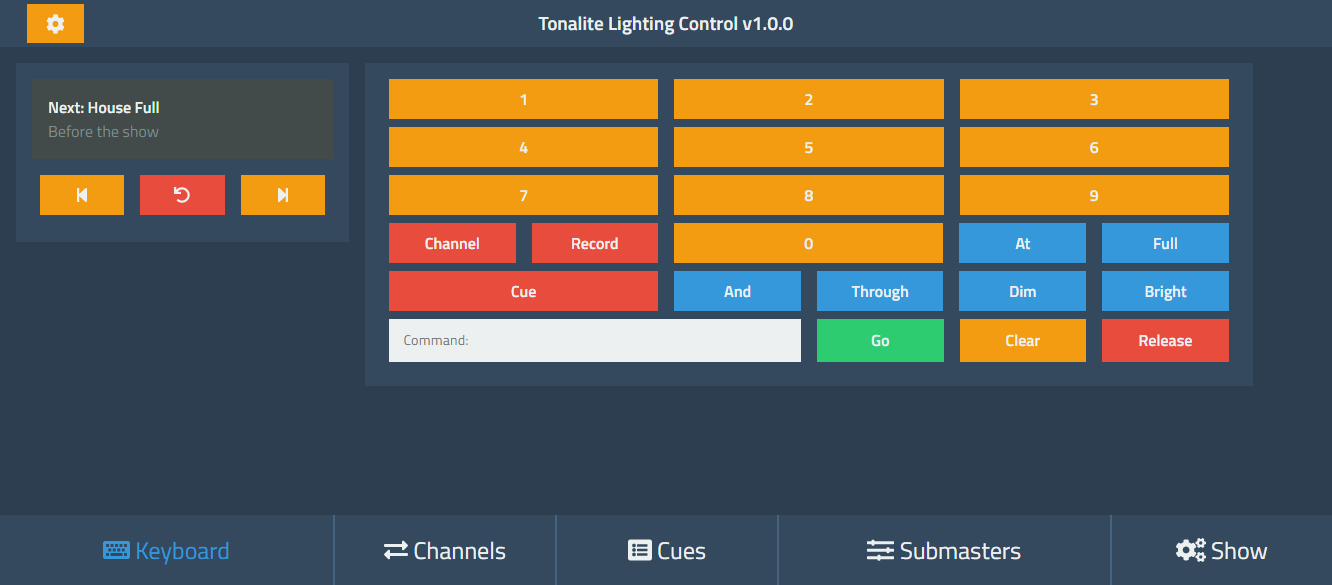 Tonalite Lighting Control v1.0.0
Next: House Full
Before the show
1 2 3
4 5 6
7 8 9
Channel Record 0 At Full
Cue And Through Dim Bright
Command: Go Clear Release
Keyboard Channels Cues Submasters Show